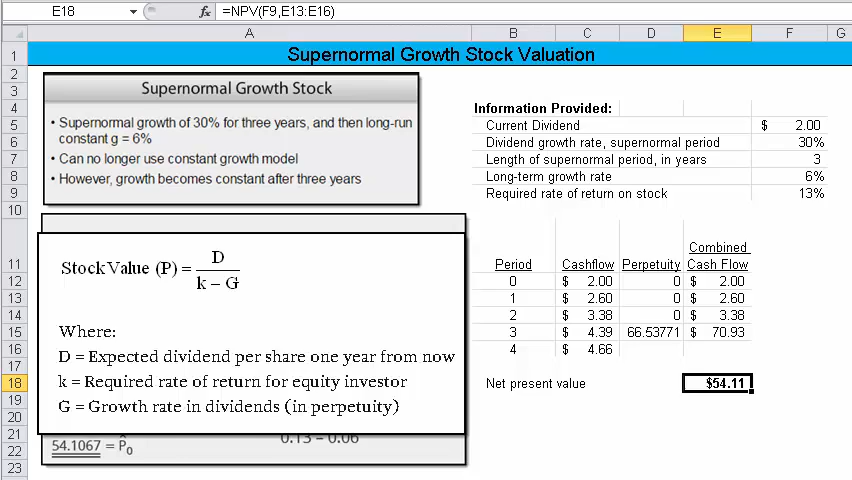 E18 fx =NPV(F9,E13:E16)
A B C D E F G
1 Supernormal Growth Stock Valuation
2
3 Supernormal Growth Stock
4 Information Provided:
5 • Supernormal growth of 30% for three years, and then long-run Current Dividend $ 2.00
6 constant g = 6% Dividend growth rate, supernormal period 30%
7 • Can no longer use constant growth model Length of supernormal period, in years 3
8 • However, growth becomes constant after three years Long-term growth rate 6%
9 Required rate of return on stock 13%
10
Combined
11 Period Cashflow Perpetuity Cash Flow
12 0 $ 2.00 0 $ 2.00
13 1 $ 2.60 0 $ 2.60
14 2 $ 3.38 0 $ 3.38
15 3 $ 4.39 66.53771 $ 70.93
16 4 $ 4.66
17
18 Net present value $54.11
19
20
21
22
23
Stock Value (P) = D
k – G
Where:
D = Expected dividend per share one year from now
k = Required rate of return for equity investor
G = Growth rate in dividends (in perpetuity)
0.13 – 0.06
54.1067 = P̂0